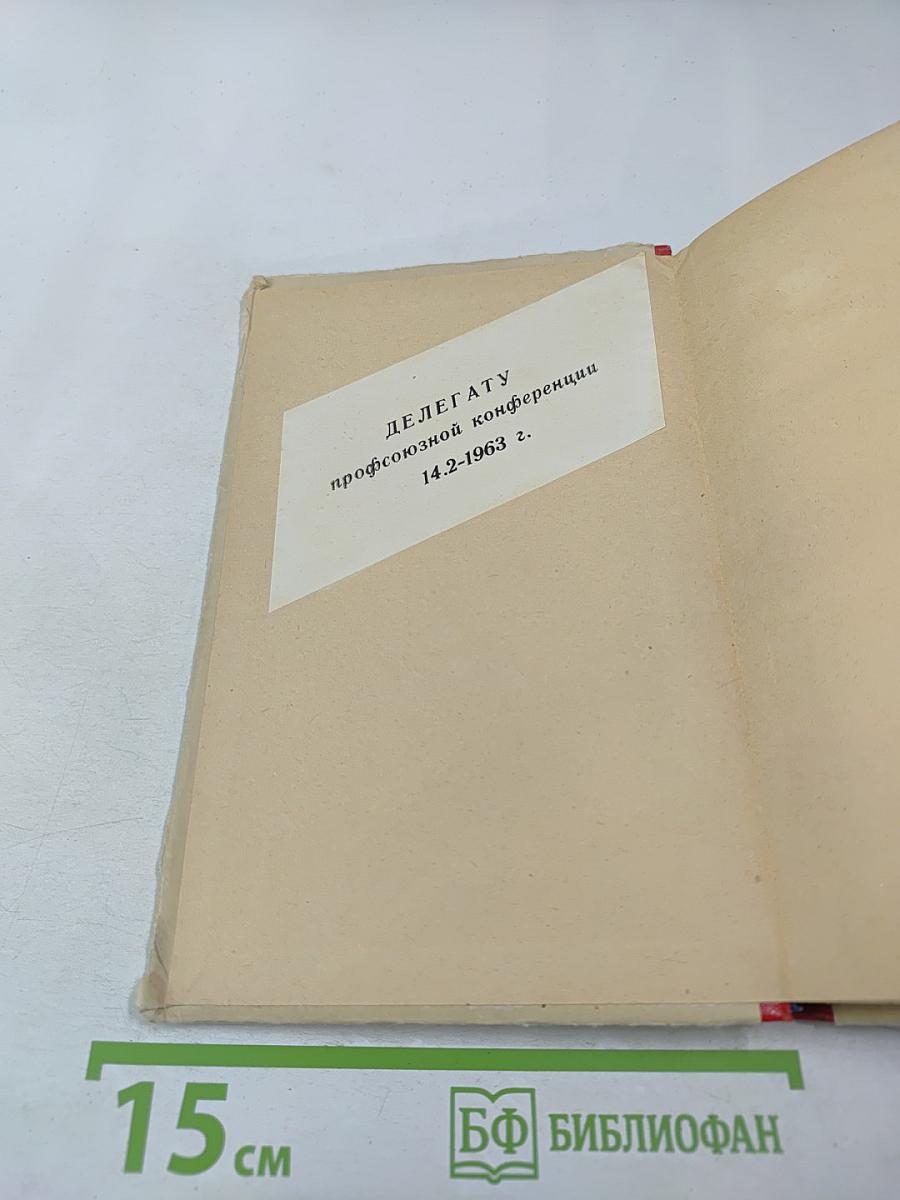 ДЕЛЕГАТУ
профсоюзной конференции
14.2-1963 г.
15 см
БФ БИБЛИОФАН